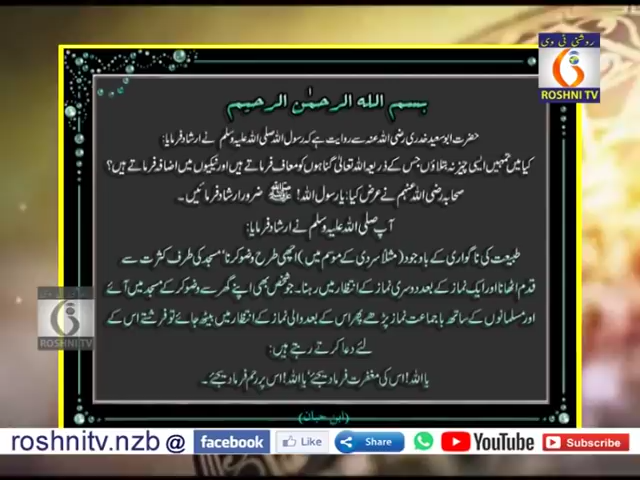 روشنی ٹی وی
ROSHNI TV
بسم الله الرحمٰن الرحیم
حضرت ابو سعید خدری رضی اللہ عنہ سے روایت ہے کہ رسول اللہ صلی اللہ علیہ وسلم نے ارشاد فرمایا:
کیا میں تمہیں ایسی چیز نہ بتلاؤں جس کے ذریعہ اللہ تعالیٰ گناہوں کو معاف فرماتے ہیں اور نیکیوں میں اضافہ فرماتے ہیں؟
صحابہ رضی اللہ عنہم نے عرض کیا: یا رسول اللہ! ﷺ ضرور ارشاد فرمائیں۔
آپ صلی اللہ علیہ وسلم نے ارشاد فرمایا:
طبیعت کی ناگواری کے باوجود (مثلاً سردی کے موسم میں) اچھی طرح وضو کرنا' مسجد کی طرف کثرت سے
قدم اٹھانا اور ایک نماز کے بعد دوسری نماز کے انتظار میں رہنا۔ جو شخص بھی اپنے گھر سے وضو کر کے مسجد میں آئے
اور مسلمانوں کے ساتھ باجماعت نماز پڑھے پھر اس کے بعد والی نماز کے انتظار میں بیٹھ جائے تو فرشتے اس کے
لئے دعا کرتے رہتے ہیں:
یا اللہ! اس کی مغفرت فرما دیجئے' یا اللہ! اس پر رحم فرما دیجئے۔
(ابن حبان)
روشنی ٹی وی
ROSHNI TV
roshnitv.nzb @ facebook Like Share YouTube Subscribe